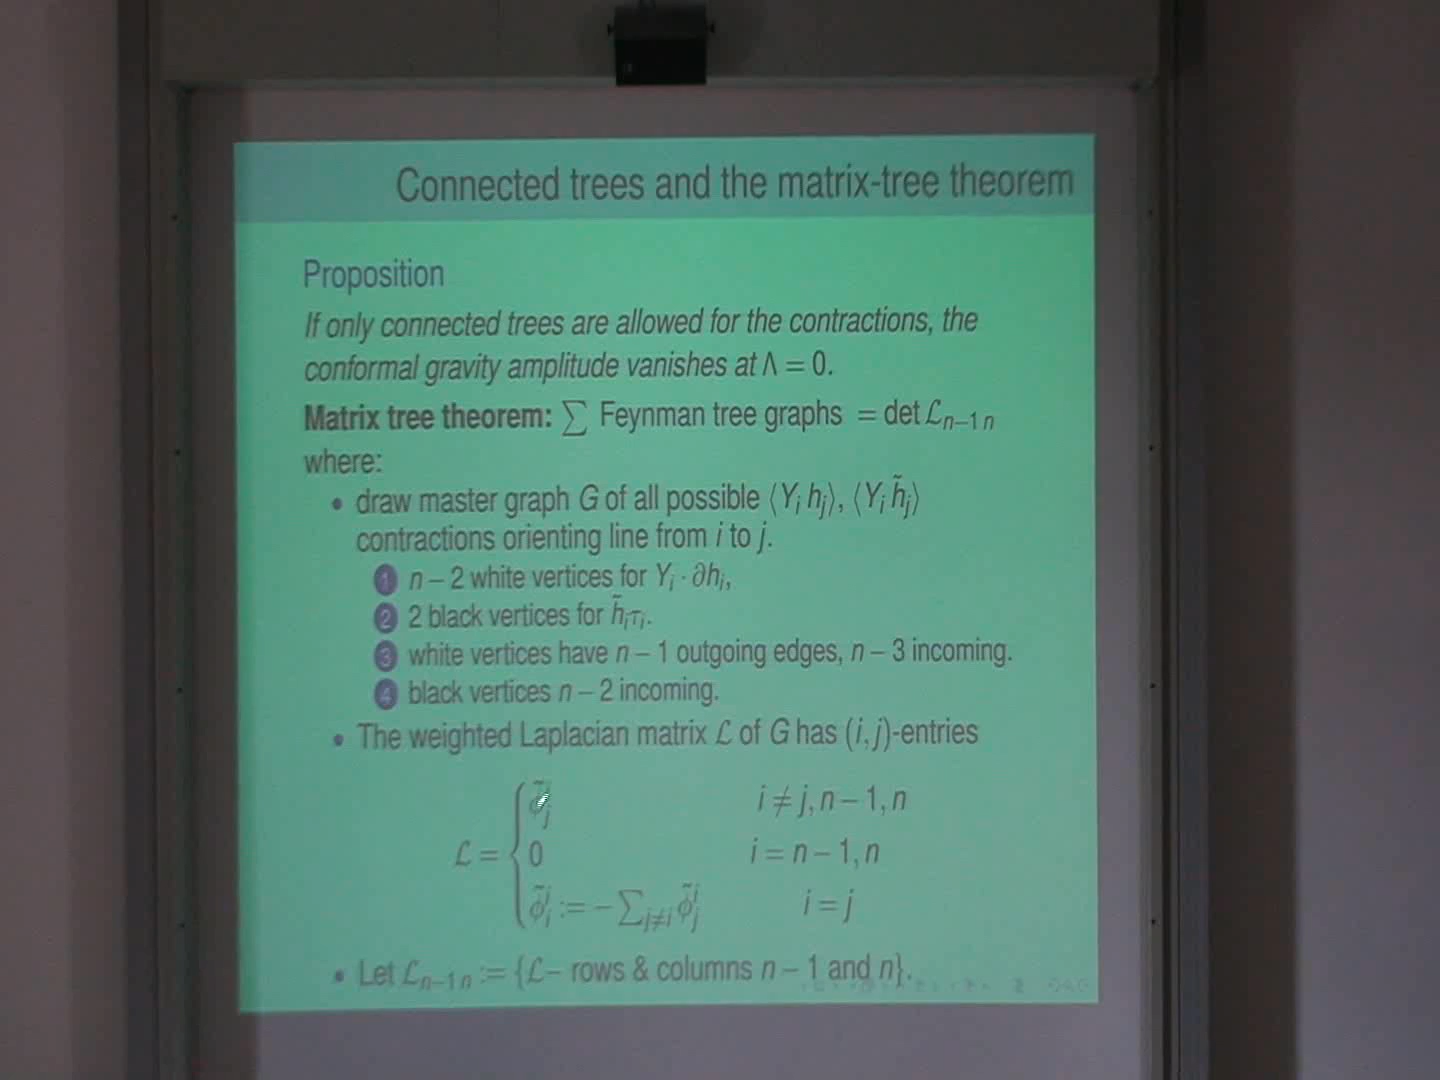 Connected trees and the matrix-tree theorem
Proposition
If only connected trees are allowed for the contractions, the
conformal gravity amplitude vanishes at Λ = 0.
Matrix tree theorem: ∑ Feynman tree graphs = det ℒₙ₋₁ ₙ
where:
• draw master graph G of all possible ⟨Yᵢ hⱼ⟩, ⟨Yᵢ h̃ⱼ⟩
contractions orienting line from i to j.
1 n – 2 white vertices for Yᵢ · ∂hᵢ,
2 2 black vertices for h̃ᵢτᵢ.
3 white vertices have n – 1 outgoing edges, n – 3 incoming.
4 black vertices n – 2 incoming.
• The weighted Laplacian matrix ℒ of G has (i, j)-entries
ϕ̃ⱼ i ≠ j, n – 1, n
ℒ = { 0 i = n – 1, n
ϕ̃ᵢⁱ := – ∑ⱼ≠ᵢ ϕ̃ⱼⁱ i = j
• Let ℒₙ₋₁ ₙ := {ℒ– rows & columns n – 1 and n}.